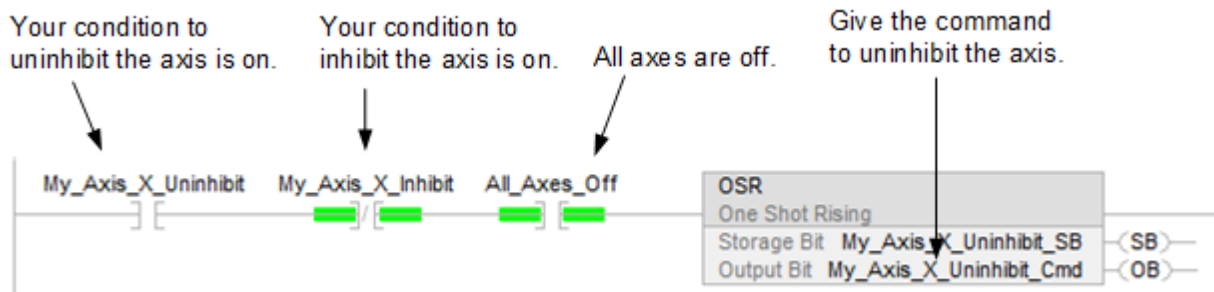 Your condition to
uninhibit the axis is on.
Your condition to
inhibit the axis is on.
All axes are off.
Give the command
to uninhibit the axis.
My_Axis_X_Uninhibit
My_Axis_X_Inhibit
All_Axes_Off
OSR
One Shot Rising
Storage Bit My_Axis_X_Uninhibit_SB
SB
Output Bit My_Axis_X_Uninhibit_Cmd
OB